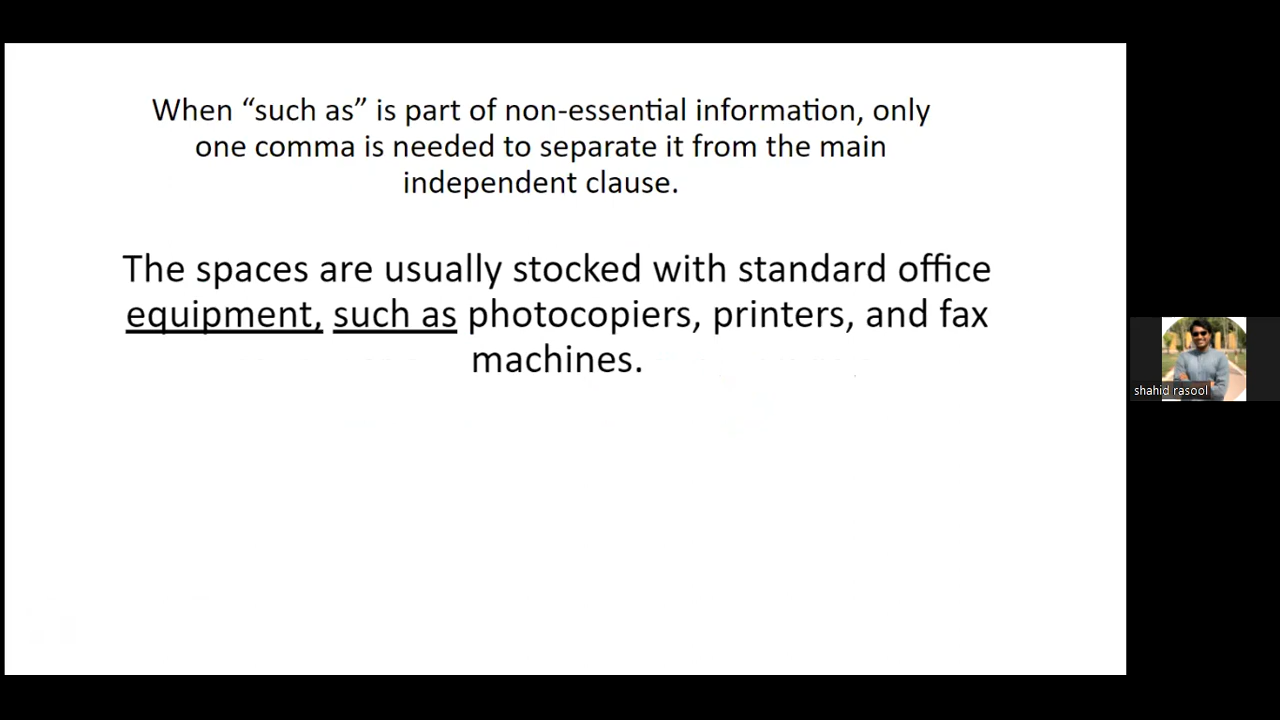 When “such as” is part of non-essential information, only
one comma is needed to separate it from the main
independent clause.
The spaces are usually stocked with standard office
equipment, such as photocopiers, printers, and fax
machines.
shahid rasool